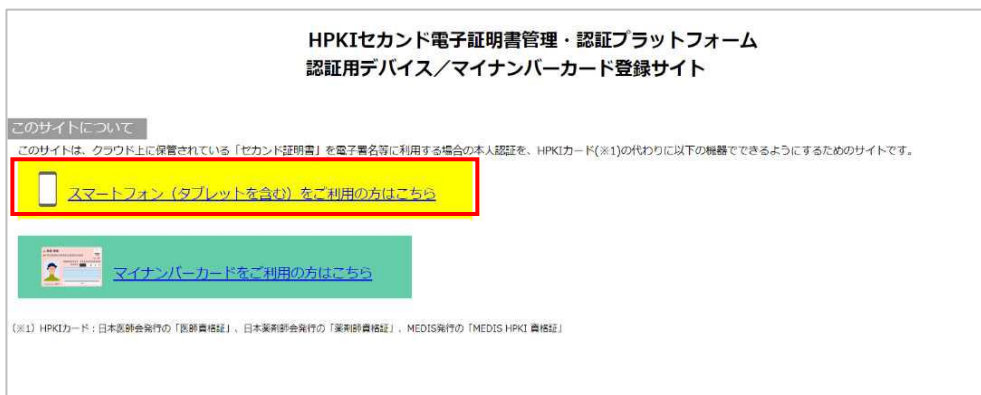 HPKIセカンド電子証明書管理・認証プラットフォーム
認証用デバイス／マイナンバーカード登録サイト
このサイトについて
このサイトは、クラウド上に保管されている「セカンド証明書」を電子署名等に利用する場合の本人認証を、HPKIカード(※1)の代わりに以下の機器でできるようにするためのサイトです。
スマートフォン（タブレットを含む）をご利用の方はこちら
マイナンバーカードをご利用の方はこちら
(※1) HPKIカード：日本医師会発行の「医師資格証」、日本薬剤師会発行の「薬剤師資格証」、MEDIS発行の「MEDIS HPKI 資格証」